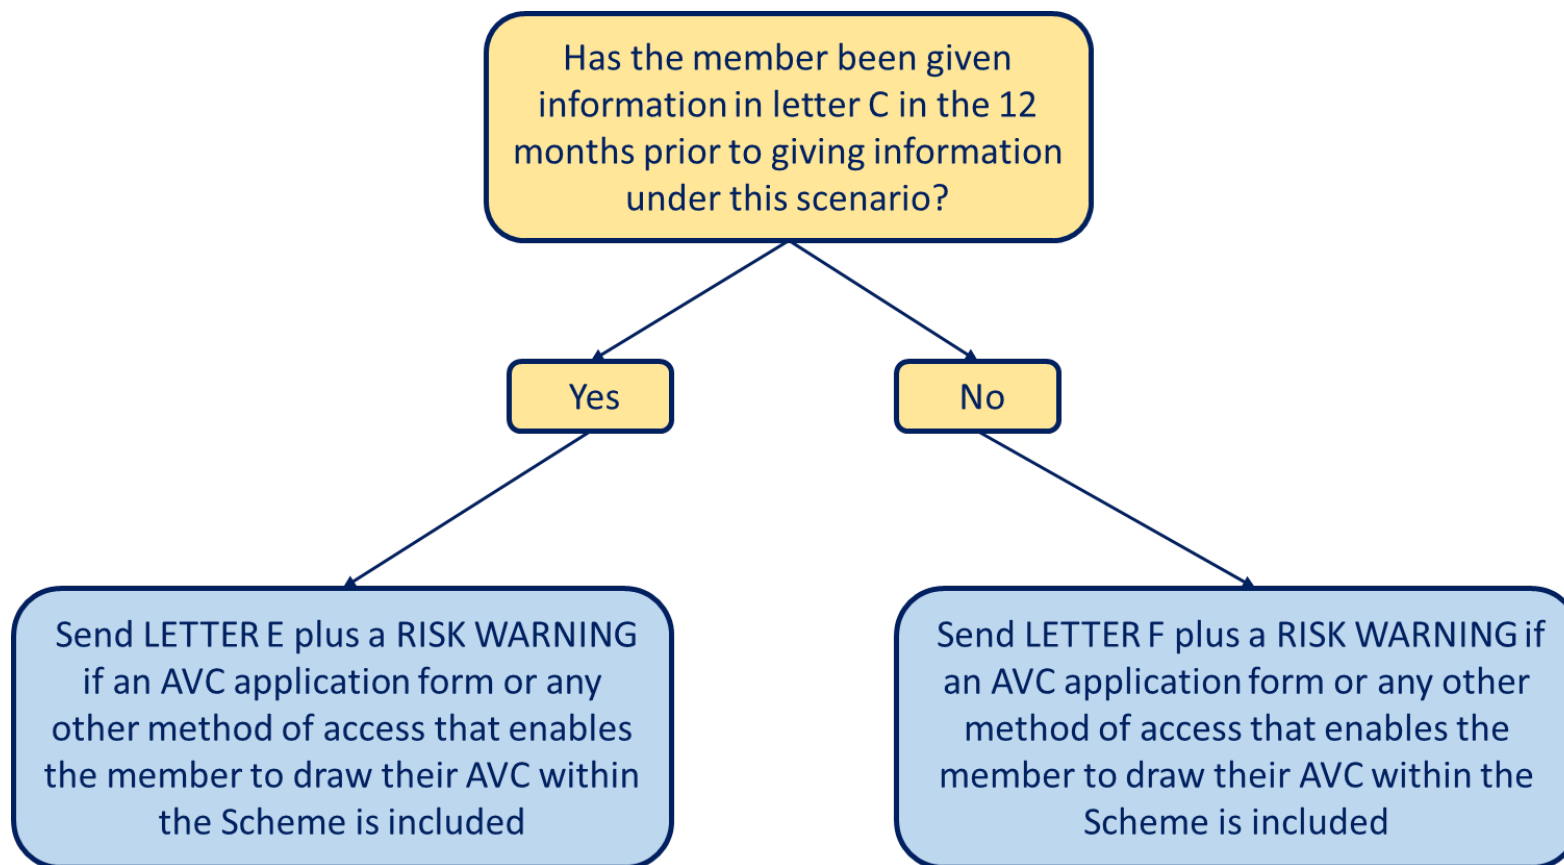 Has the member been given
information in letter C in the 12
months prior to giving information
under this scenario?
Yes
No
Send LETTER E plus a RISK WARNING
if an AVC application form or any
other method of access that enables
the member to draw their AVC within
the Scheme is included
Send LETTER F plus a RISK WARNING if
an AVC application form or any other
method of access that enables the
member to draw their AVC within the
Scheme is included